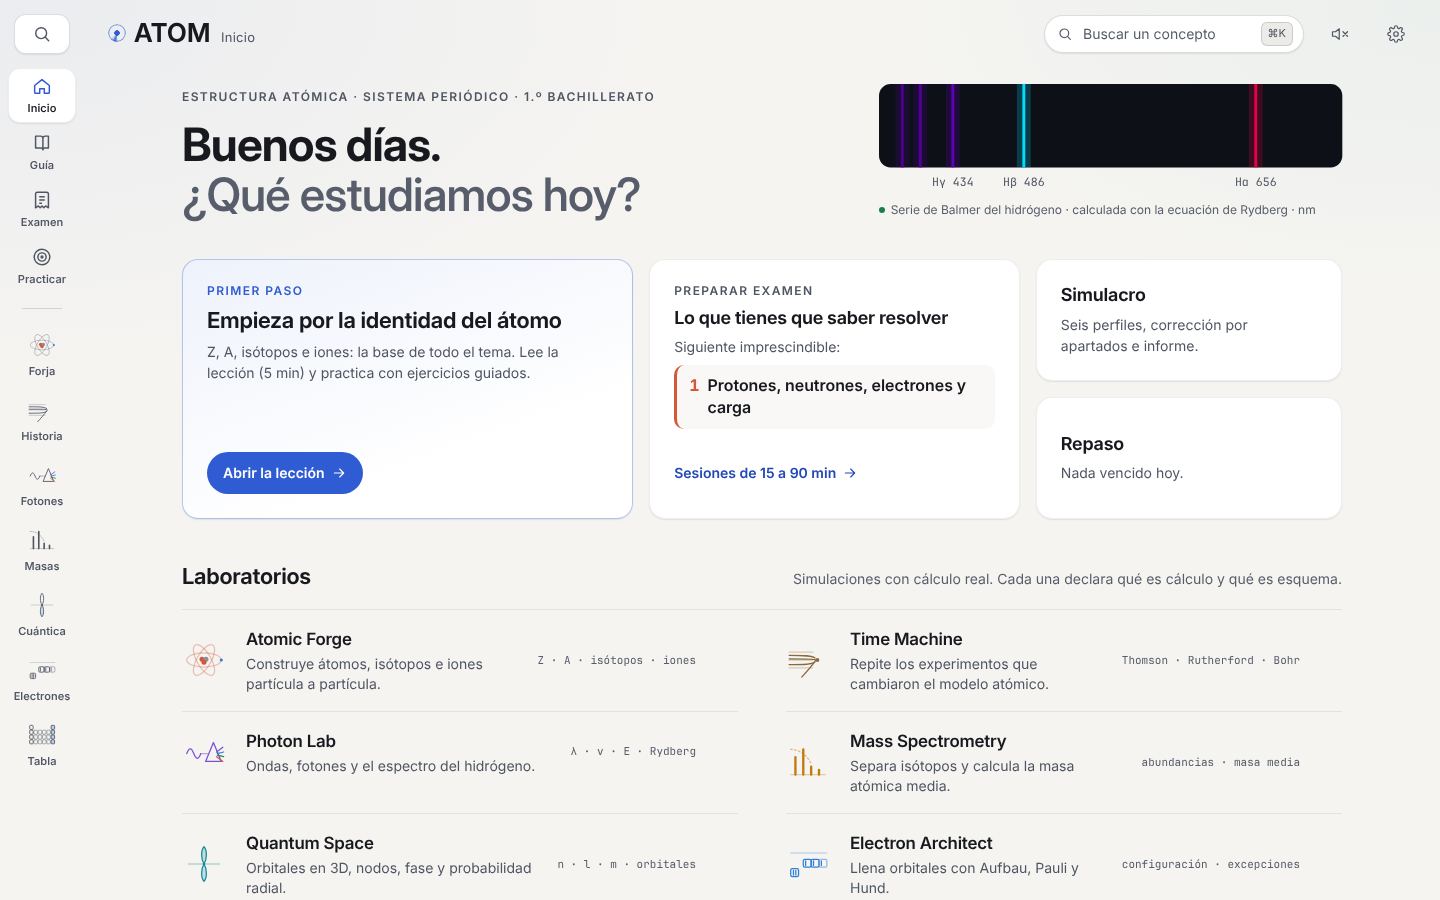 ATOM Inicio
Buscar un concepto ⌘K
Inicio
Guía
Examen
Practicar
Forja
Historia
Fotones
Masas
Cuántica
Electrones
Tabla
ESTRUCTURA ATÓMICA · SISTEMA PERIÓDICO · 1.º BACHILLERATO
Buenos días.
¿Qué estudiamos hoy?
Hγ 434 Hβ 486 Hα 656
Serie de Balmer del hidrógeno · calculada con la ecuación de Rydberg · nm
PRIMER PASO
Empieza por la identidad del átomo
Z, A, isótopos e iones: la base de todo el tema. Lee la
lección (5 min) y practica con ejercicios guiados.
Abrir la lección →
PREPARAR EXAMEN
Lo que tienes que saber resolver
Siguiente imprescindible:
1 Protones, neutrones, electrones y
carga
Sesiones de 15 a 90 min →
Simulacro
Seis perfiles, corrección por
apartados e informe.
Repaso
Nada vencido hoy.
Laboratorios
Simulaciones con cálculo real. Cada una declara qué es cálculo y qué es esquema.
Atomic Forge
Construye átomos, isótopos e iones
partícula a partícula.
Z · A · isótopos · iones
Time Machine
Repite los experimentos que
cambiaron el modelo atómico.
Thomson · Rutherford · Bohr
Photon Lab
Ondas, fotones y el espectro del hidrógeno.
λ · ν · E · Rydberg
Mass Spectrometry
Separa isótopos y calcula la masa
atómica media.
abundancias · masa media
Quantum Space
Orbitales en 3D, nodos, fase y probabilidad
radial.
n · l · m · orbitales
Electron Architect
Llena orbitales con Aufbau, Pauli y
Hund.
configuración · excepciones